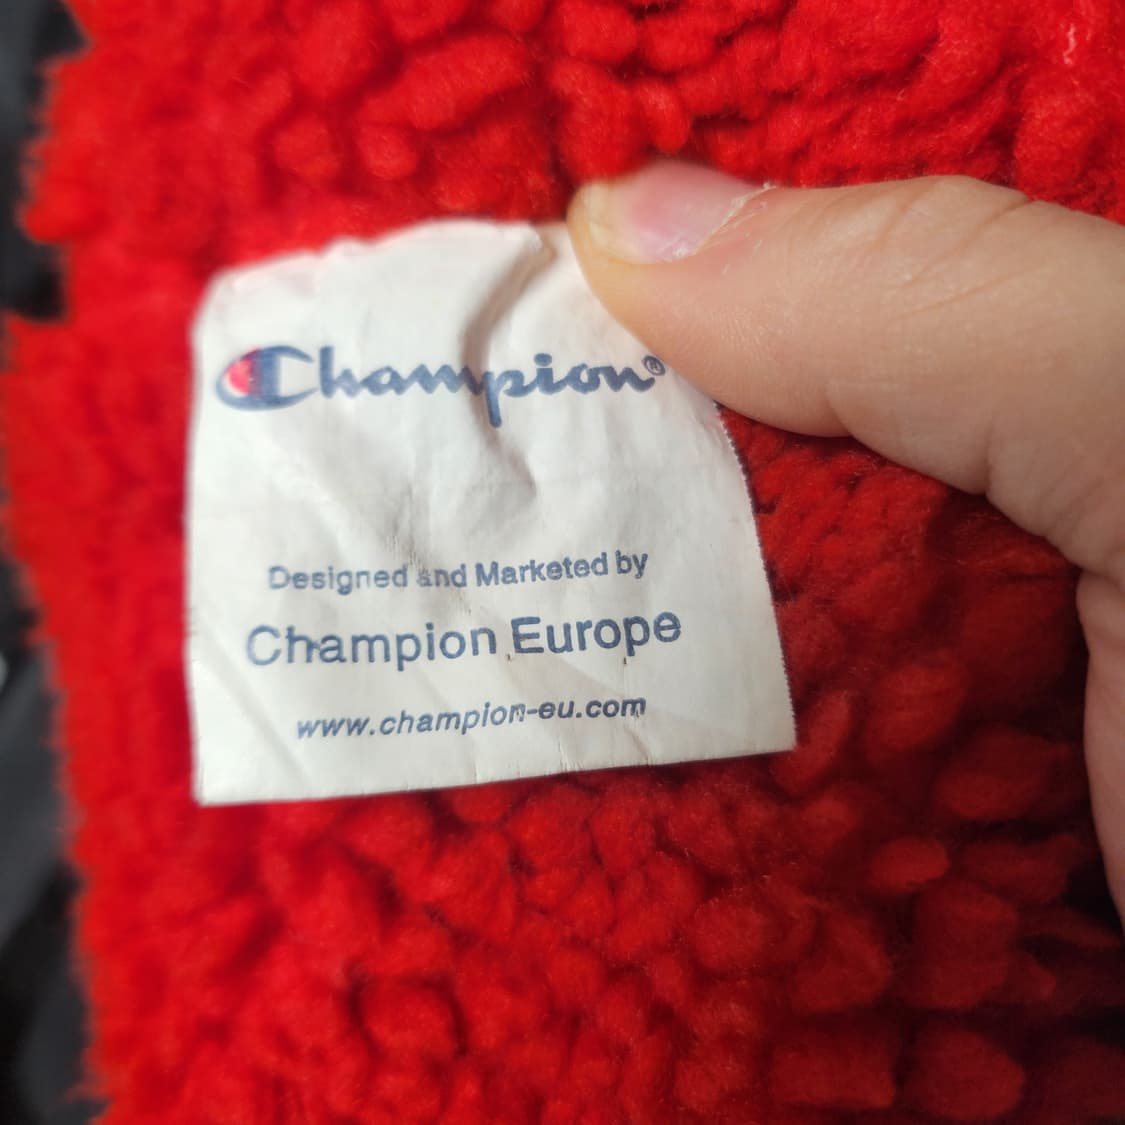 Champion®
Designed and Marketed by
Champion Europe
www.champion-eu.com